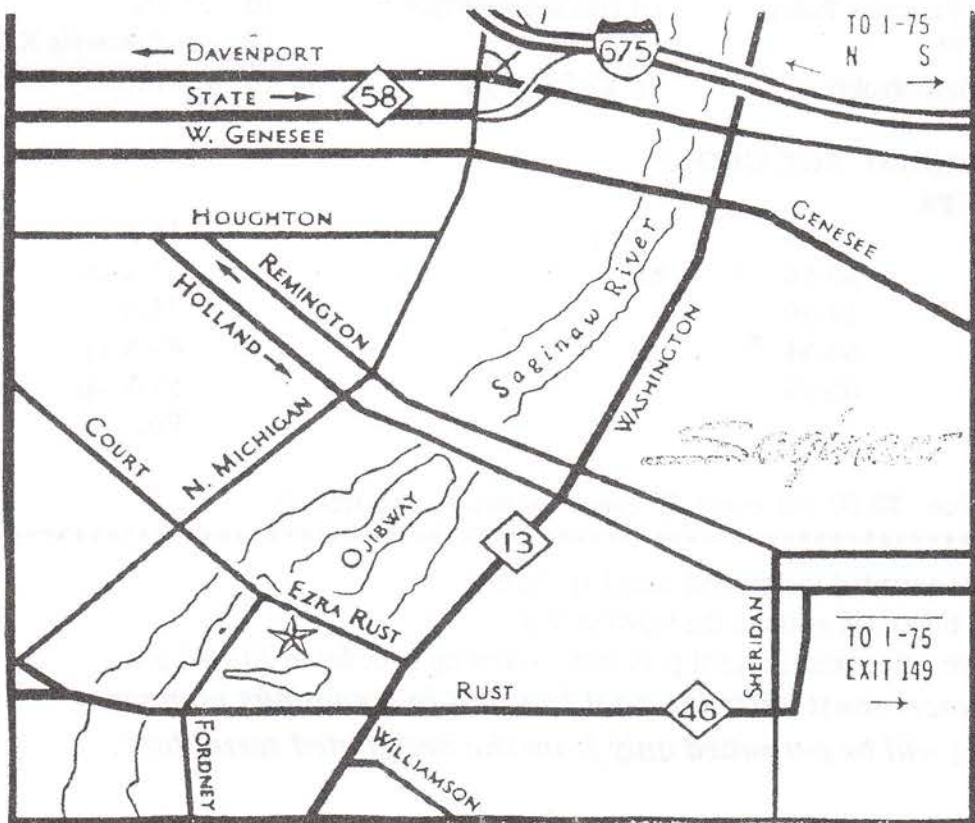 675
TO I-75
N S
DAVENPORT
STATE
58
W. GENESEE
HOUGHTON
GENESEE
REMINGTON
HOLLAND
Saginaw River
WASHINGTON
COURT
N. MICHIGAN
OJIBWAY
13
EZRA RUST
SHERIDAN
TO I-75
EXIT 149
RUST
46
FORDNEY
WILLIAMSON